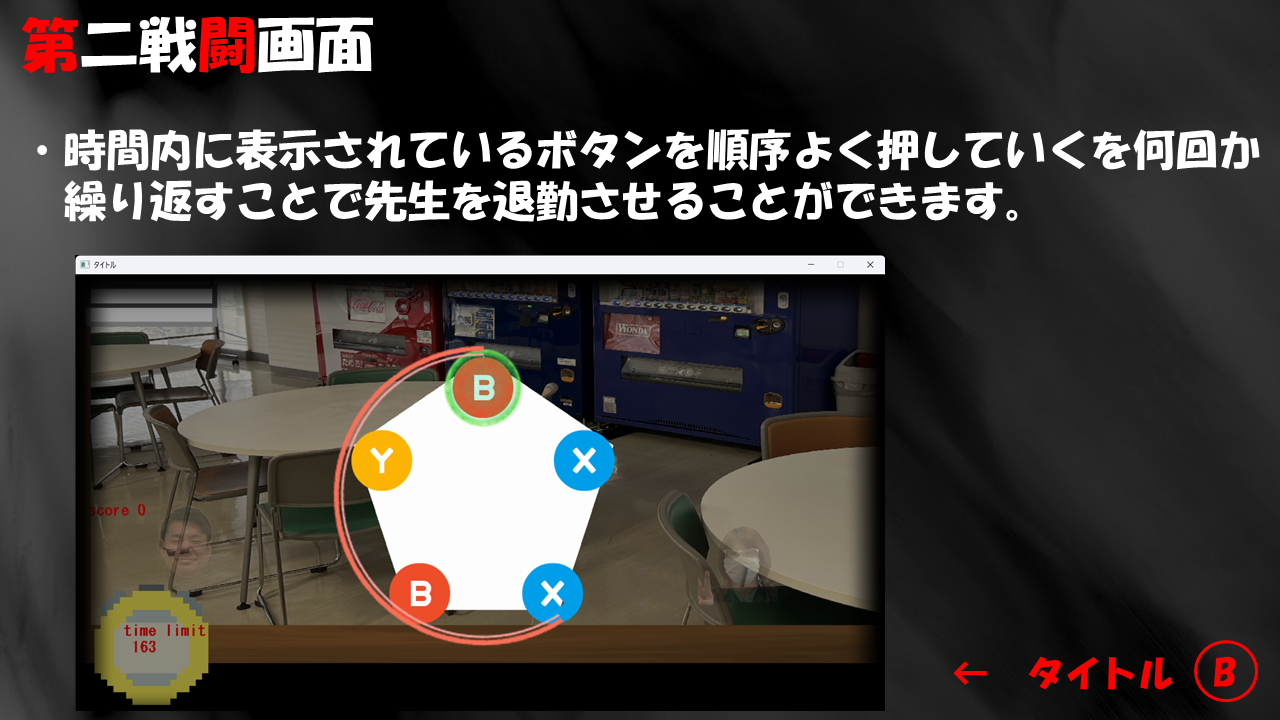 第二戦闘画面
・時間内に表示されているボタンを順序よく押していくを何回か
繰り返すことで先生を退勤させることができます。
タイトル
Coca-Cola
WONDA
B
Y
X
score 0
B
X
time limit
163
← タイトル B